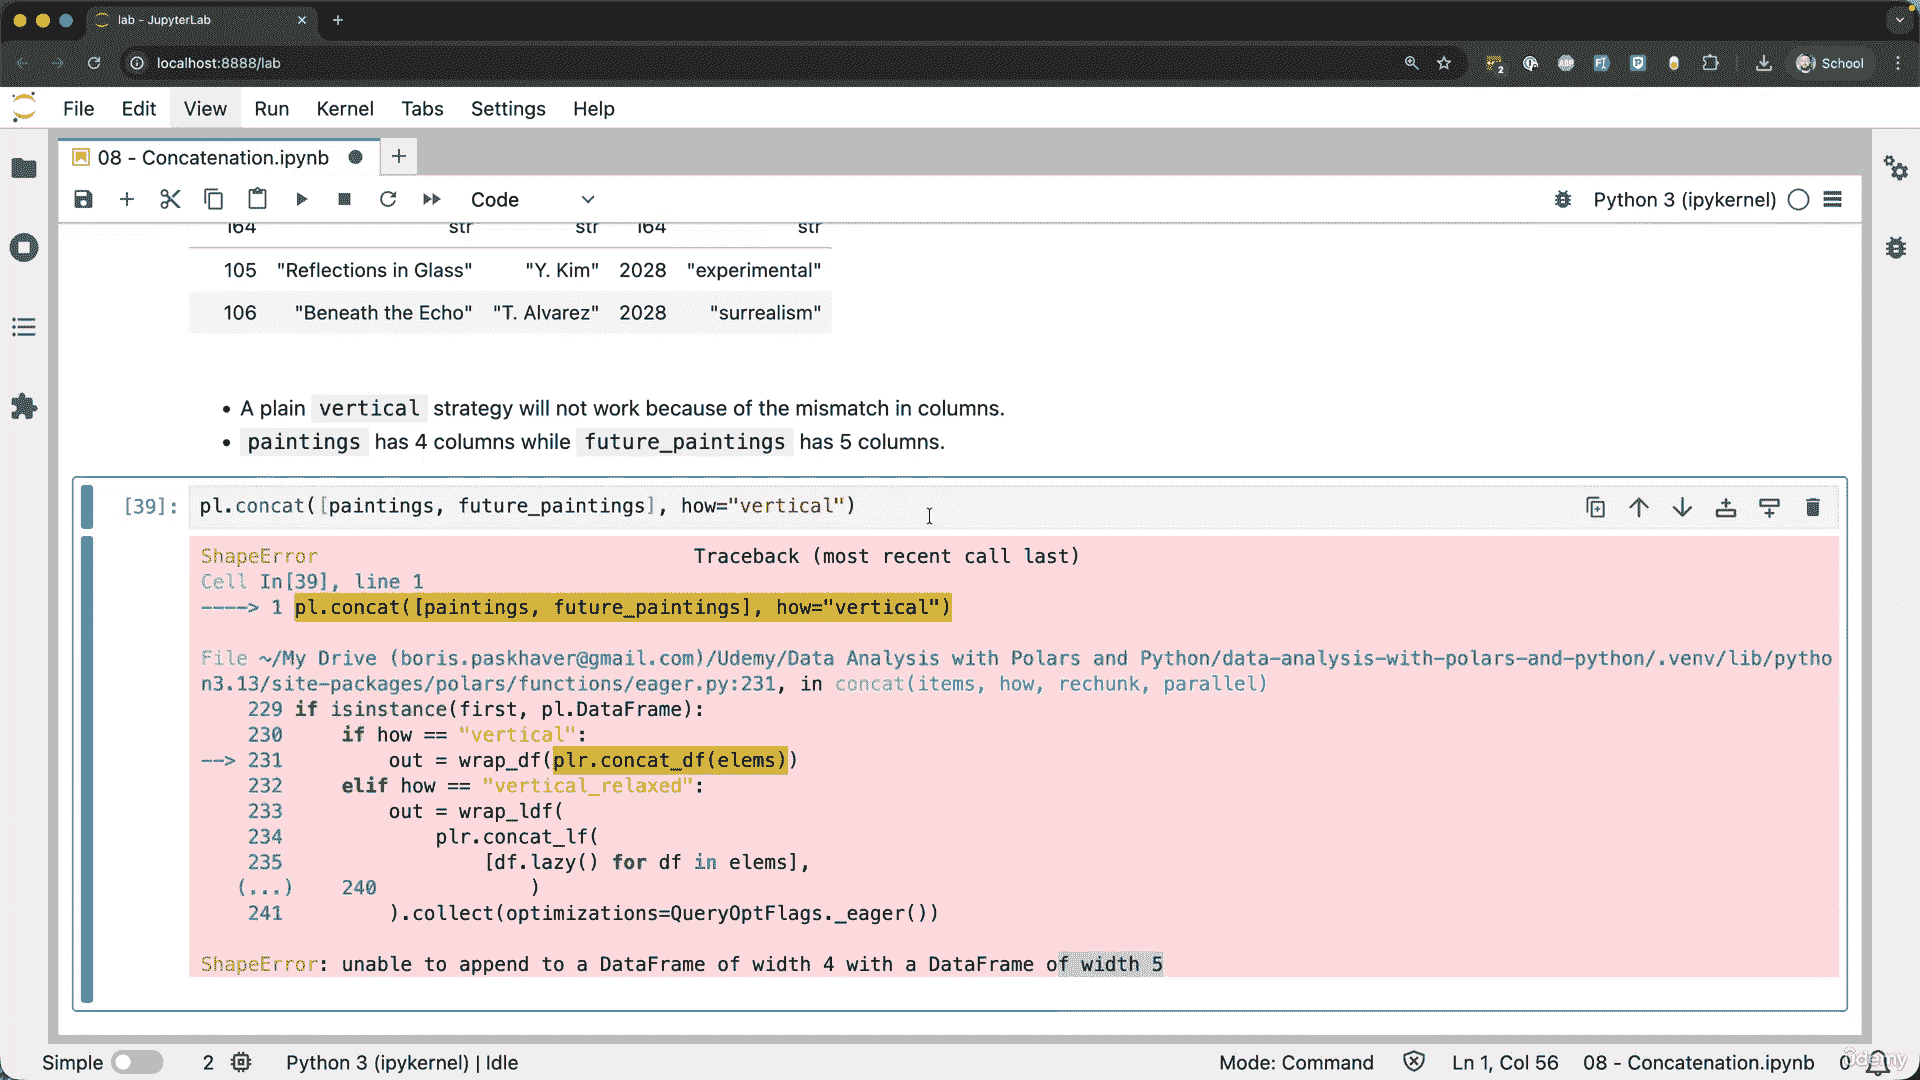 lab - JupyterLab
localhost:8888/lab
2
School
File Edit View Run Kernel Tabs Settings Help
08 - Concatenation.ipynb
Code
Python 3 (ipykernel)
i64 str str i64 str
105 "Reflections in Glass" "Y. Kim" 2028 "experimental"
106 "Beneath the Echo" "T. Alvarez" 2028 "surrealism"
• A plain vertical strategy will not work because of the mismatch in columns.
• paintings has 4 columns while future_paintings has 5 columns.
[39]: pl.concat([paintings, future_paintings], how="vertical")
ShapeError Traceback (most recent call last)
Cell In[39], line 1
----> 1 pl.concat([paintings, future_paintings], how="vertical")
File ~/My Drive (boris.paskhaver@gmail.com)/Udemy/Data Analysis with Polars and Python/data-analysis-with-polars-and-python/.venv/lib/pytho
n3.13/site-packages/polars/functions/eager.py:231, in concat(items, how, rechunk, parallel)
229 if isinstance(first, pl.DataFrame):
230     if how == "vertical":
--> 231         out = wrap_df(plr.concat_df(elems))
232     elif how == "vertical_relaxed":
233         out = wrap_ldf(
234             plr.concat_lf(
235                 [df.lazy() for df in elems],
(...) 240             )
241         ).collect(optimizations=QueryOptFlags._eager())
ShapeError: unable to append to a DataFrame of width 4 with a DataFrame of width 5
Simple 2 Python 3 (ipykernel) | Idle Mode: Command Ln 1, Col 56 08 - Concatenation.ipynb 0
udemy